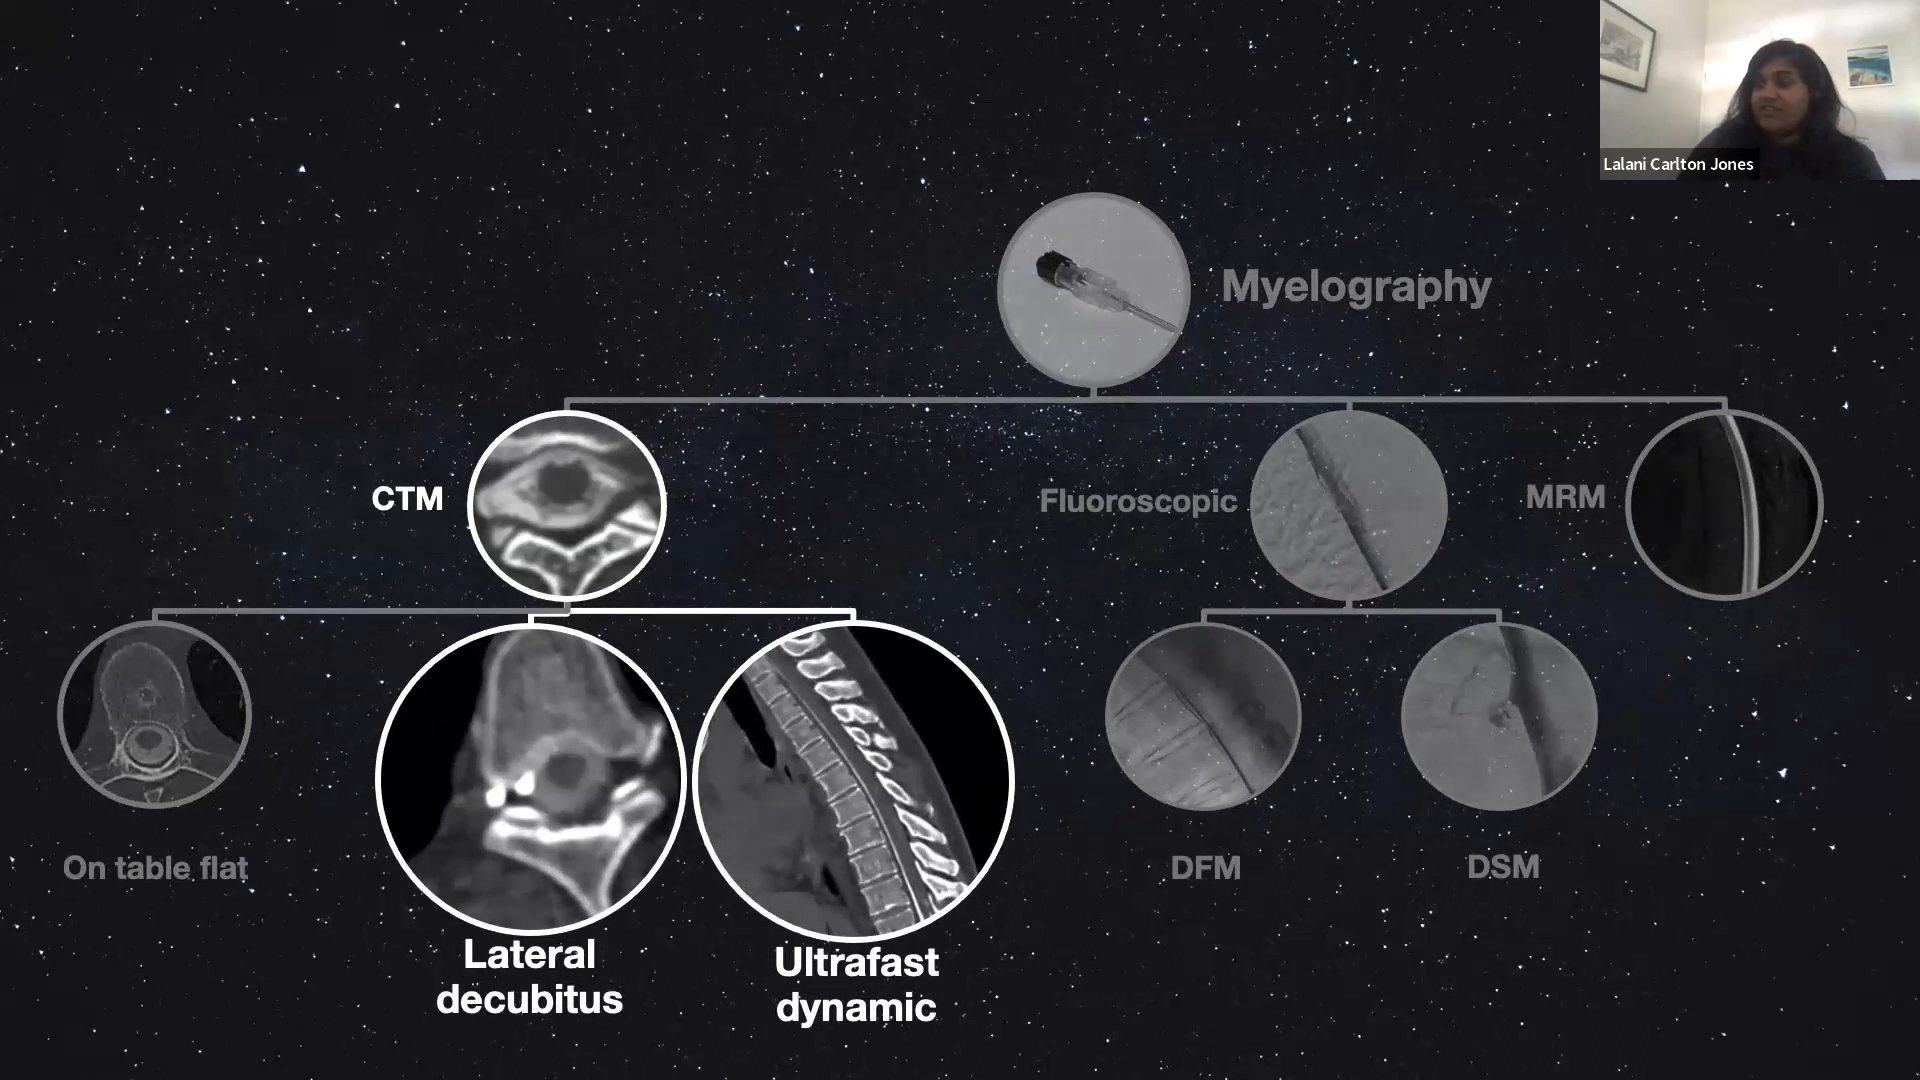 Lalani Carlton Jones
Myelography
CTM
Fluoroscopic
MRM
On table flat
Lateral
decubitus
Ultrafast
dynamic
DFM
DSM